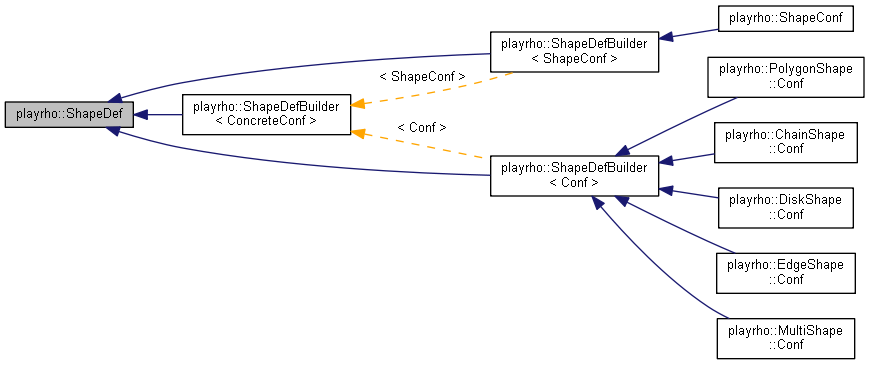 playrho::ShapeDef
playrho::ShapeDefBuilder
< ConcreteConf >
< ShapeConf >
< Conf >
playrho::ShapeDefBuilder
< ShapeConf >
playrho::ShapeDefBuilder
< Conf >
playrho::ShapeConf
playrho::PolygonShape
::Conf
playrho::ChainShape
::Conf
playrho::DiskShape
::Conf
playrho::EdgeShape
::Conf
playrho::MultiShape
::Conf